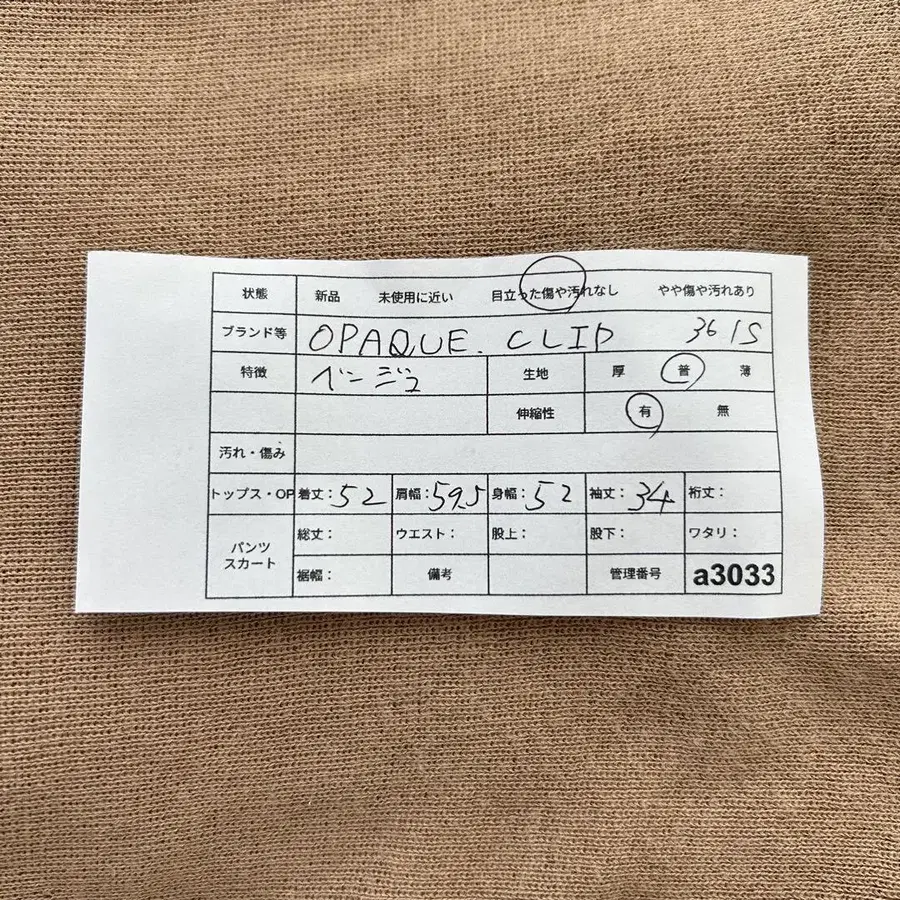 状態 新品 未使用に近い 目立った傷や汚れなし やや傷や汚れあり
ブランド等 OPAQUE. CLIP 36/S
特徴 ベージュ 生地 厚 普 薄
伸縮性 有 無
汚れ・傷み
トップス・OP 着丈：52 肩幅：59.5 身幅：52 袖丈：34 裄丈：
パンツ スカート 総丈： ウエスト： 股上： 股下： ワタリ：
裾幅： 備考 管理番号 a3033